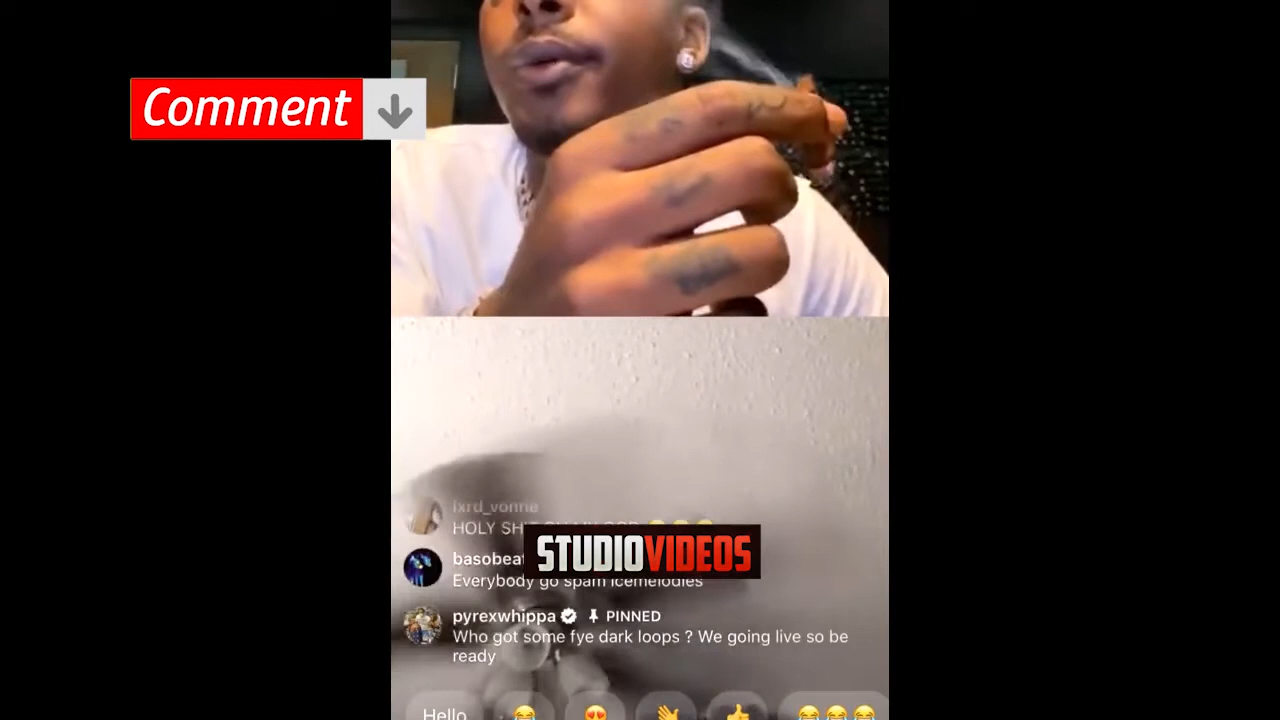 Comment
lxrd_vonne
HOLY SH
STUDIOVIDEOS
basobeat
Everybody go spam icemelodies
pyrexwhippa PINNED
Who got some fye dark loops ? We going live so be
ready
Hello